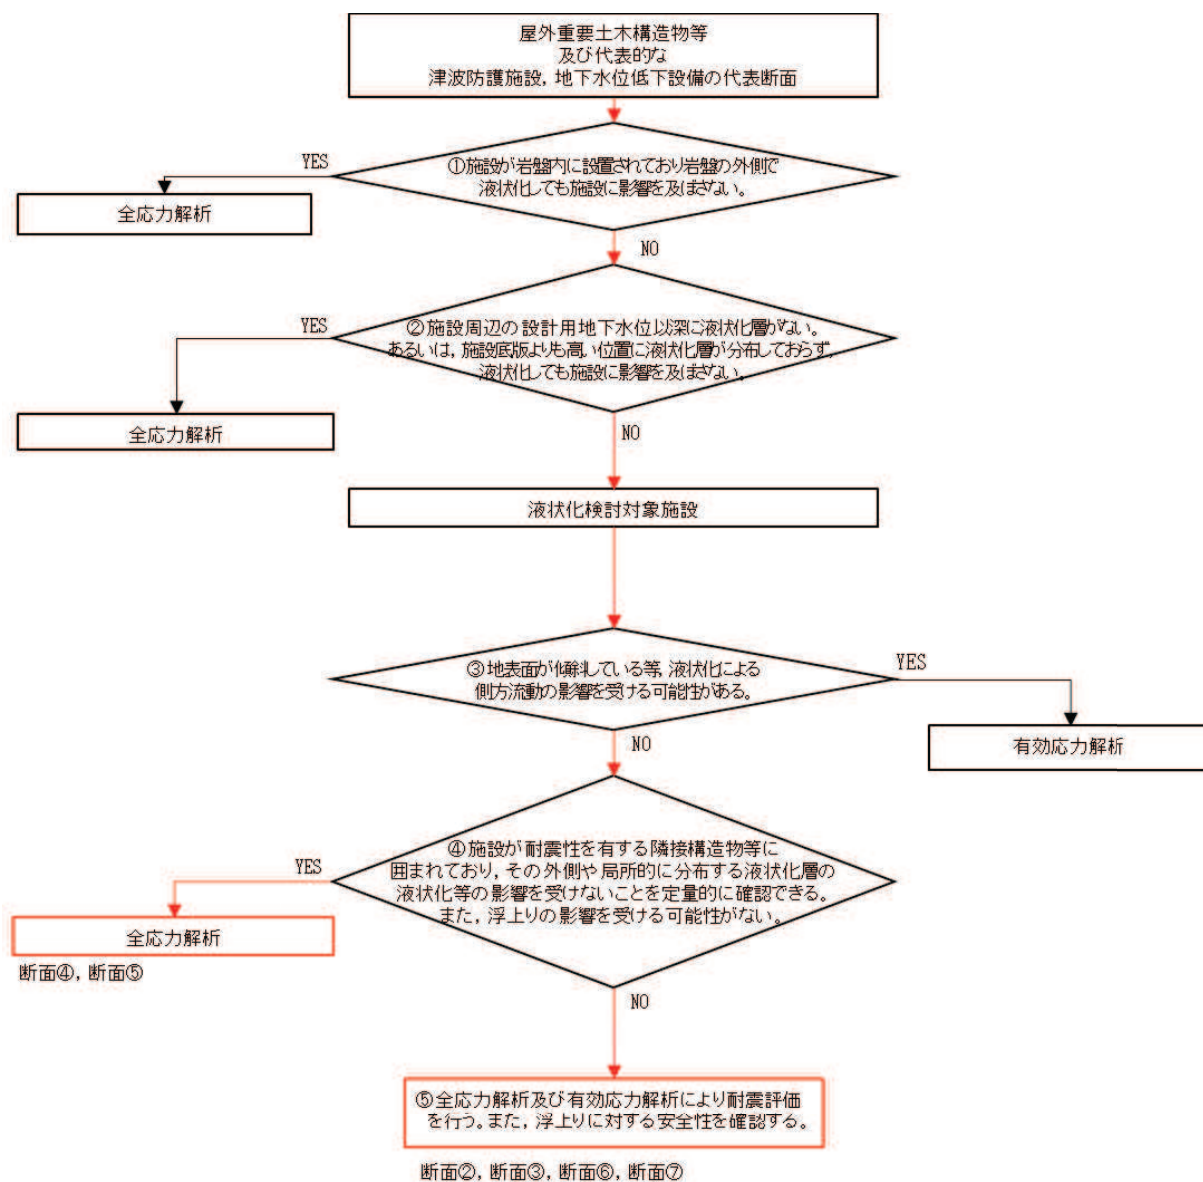 屋外重要土木構造物等
及び代表的な
津波防護施設，地下水位低下設備の代表断面
①施設が岩盤内に設置されており岩盤の外側で
液状化しても施設に影響を及ぼさない。
YES
全応力解析
NO
②施設周辺の設計用地下水位以深に液状化層がない。
あるいは，施設底版よりも高い位置に液状化層が分布しておらず，
液状化しても施設に影響を及ぼさない。
YES
全応力解析
NO
液状化検討対象施設
③地表面が傾斜している等，液状化による
側方流動の影響を受ける可能性がある。
YES
有効応力解析
NO
④施設が耐震性を有する隣接構造物等に
囲まれており，その外側や局所的に分布する液状化層の
液状化等の影響を受けないことを定量的に確認できる。
また，浮上りの影響を受ける可能性がない。
YES
全応力解析
断面④，断面⑤
NO
⑤全応力解析及び有効応力解析により耐震評価
を行う。また，浮上りに対する安全性を確認する。
断面②，断面③，断面⑥，断面⑦